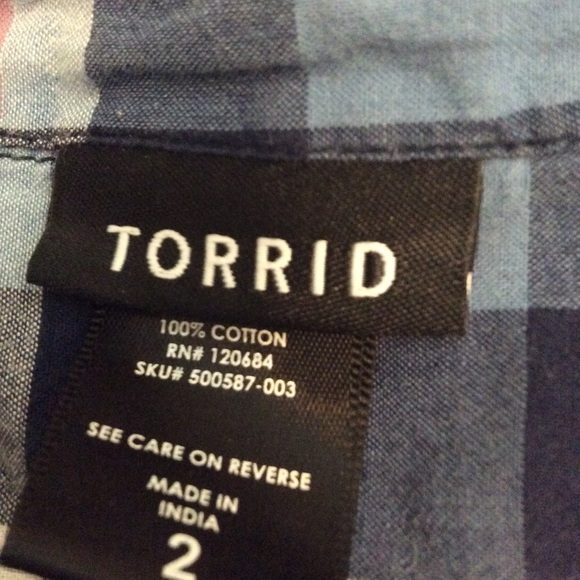 TORRID
100% COTTON
RN# 120684
SKU# 500587-003
SEE CARE ON REVERSE
MADE IN
INDIA
2